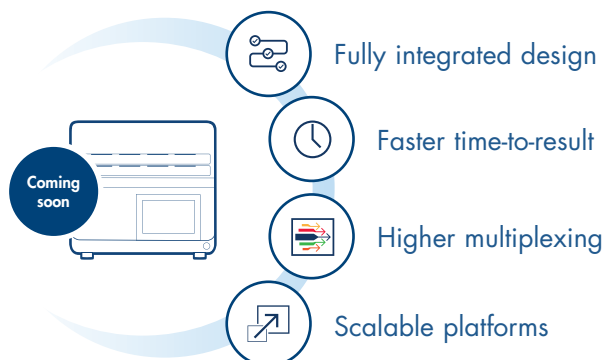 Fully integrated design
Faster time-to-result
Coming
soon
Higher multiplexing
Scalable platforms